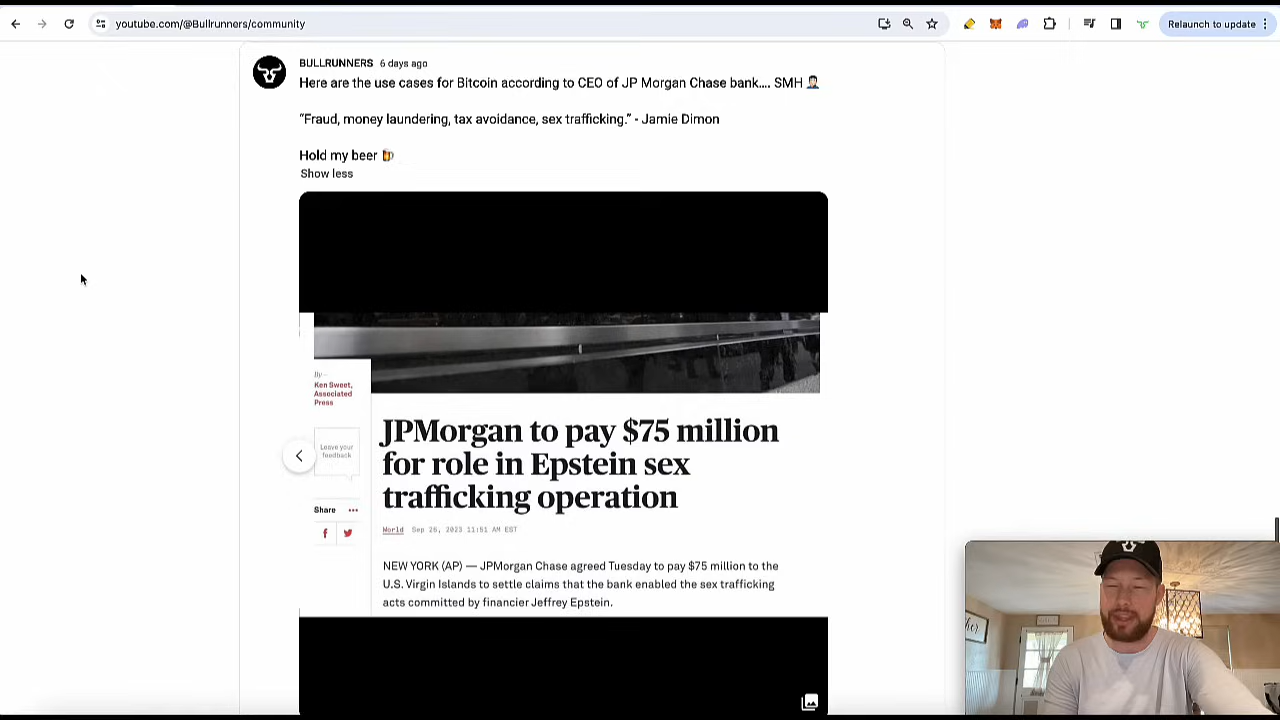 youtube.com/@Bullrunners/community
Relaunch to update
BULLRUNNERS 6 days ago
Here are the use cases for Bitcoin according to CEO of JP Morgan Chase bank.... SMH 🤦🏻‍♂️
“Fraud, money laundering, tax avoidance, sex trafficking.” - Jamie Dimon
Hold my beer 🍺
Show less
By —
Ken Sweet,
Associated
Press
Leave your
feedback
Share
JPMorgan to pay $75 million
for role in Epstein sex
trafficking operation
World Sep 26, 2023 11:51 AM EST
NEW YORK (AP) — JPMorgan Chase agreed Tuesday to pay $75 million to the
U.S. Virgin Islands to settle claims that the bank enabled the sex trafficking
acts committed by financier Jeffrey Epstein.